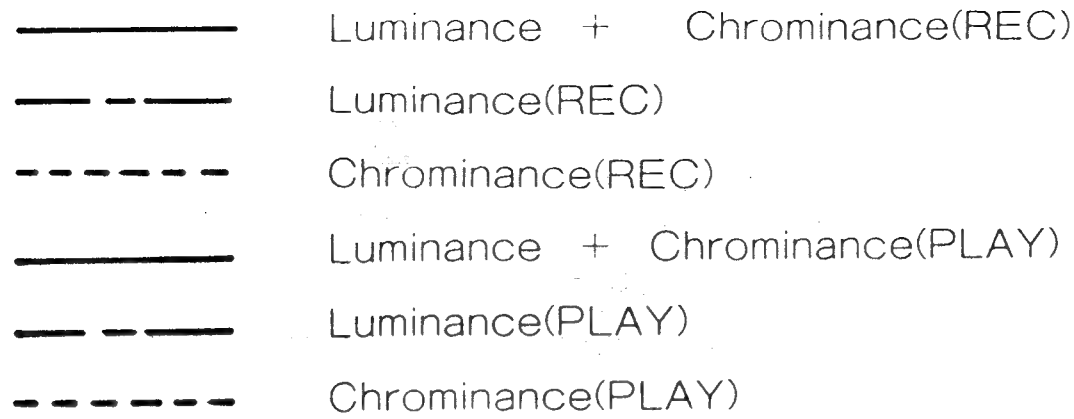 Luminance + Chrominance(REC)
Luminance(REC)
Chrominance(REC)
Luminance + Chrominance(PLAY)
Luminance(PLAY)
Chrominance(PLAY)